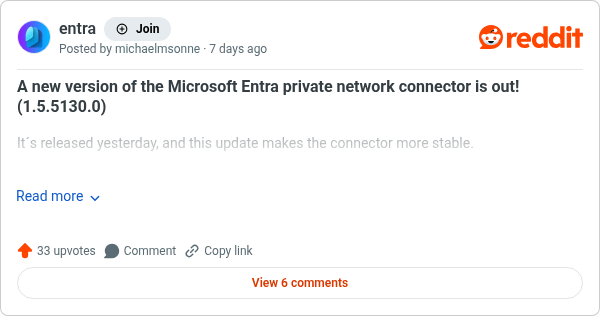 entra
Join
Posted by michaelmsonne · 7 days ago
reddit
A new version of the Microsoft Entra private network connector is out!
(1.5.5130.0)
It´s released yesterday, and this update makes the connector more stable.
Read more
33 upvotes
Comment
Copy link
View 6 comments